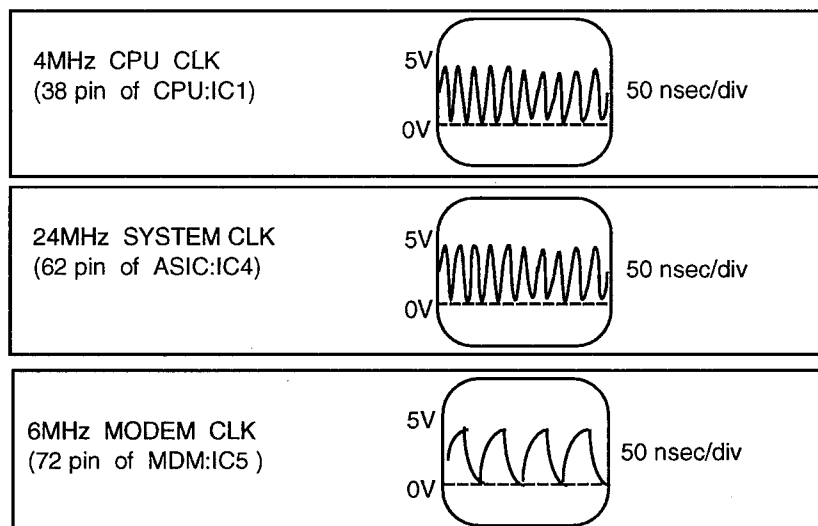 4MHz CPU CLK
(38 pin of CPU:IC1)
5V
0V
50 nsec/div
24MHz SYSTEM CLK
(62 pin of ASIC:IC4)
5V
0V
50 nsec/div
6MHz MODEM CLK
(72 pin of MDM:IC5 )
5V
0V
50 nsec/div